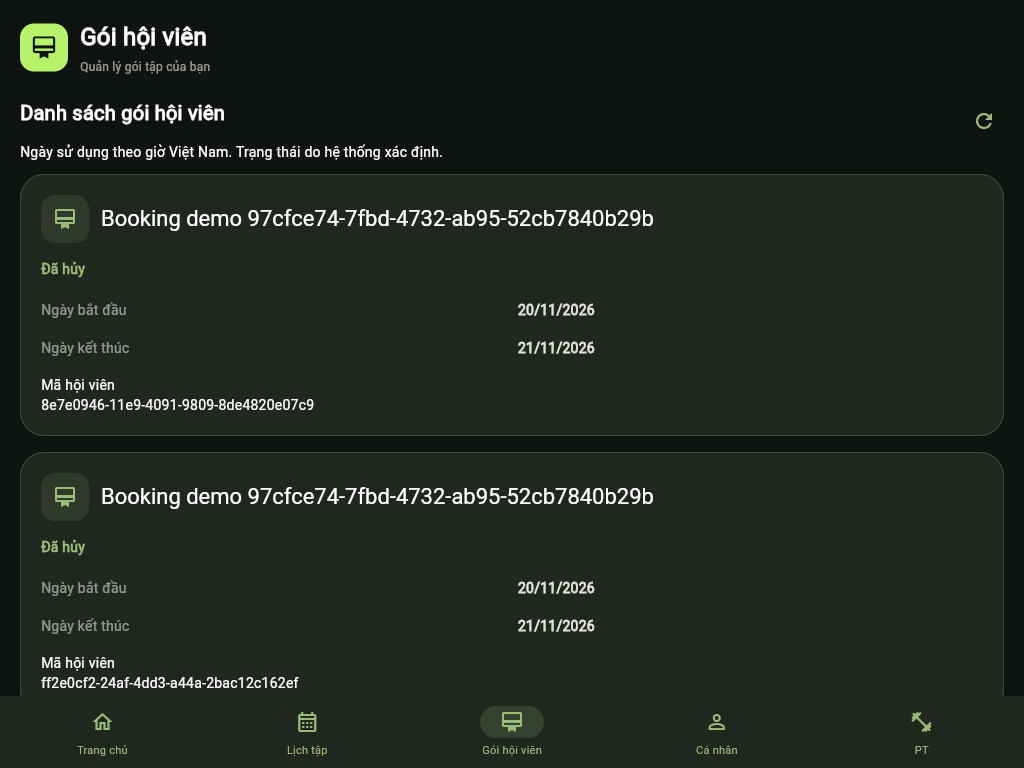 Gói hội viên
Quản lý gói tập của bạn
Danh sách gói hội viên
Ngày sử dụng theo giờ Việt Nam. Trạng thái do hệ thống xác định.
Booking demo 97cfce74-7fbd-4732-ab95-52cb7840b29b
Đã hủy
Ngày bắt đầu 20/11/2026
Ngày kết thúc 21/11/2026
Mã hội viên
8e7e0946-11e9-4091-9809-8de4820e07c9
Booking demo 97cfce74-7fbd-4732-ab95-52cb7840b29b
Đã hủy
Ngày bắt đầu 20/11/2026
Ngày kết thúc 21/11/2026
Mã hội viên
ff2e0cf2-24af-4dd3-a44a-2bac12c162ef
Trang chủ Lịch tập Gói hội viên Cá nhân PT